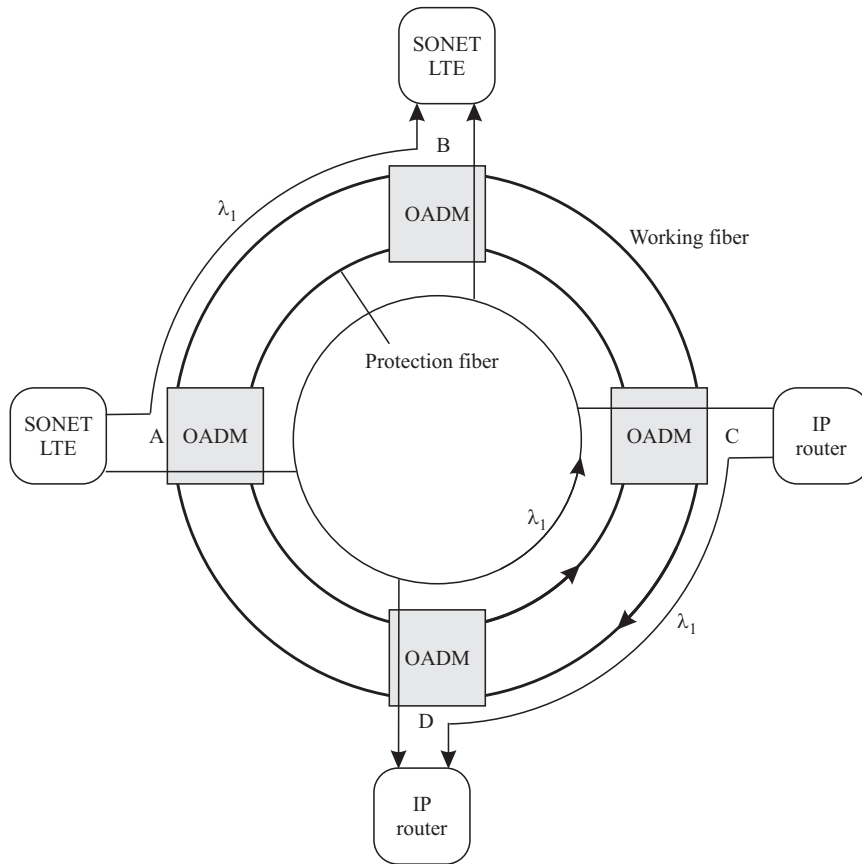 SONET
LTE
B
λ1
OADM
Working fiber
Protection fiber
SONET
LTE
A
OADM
OADM
C
IP
router
λ1
λ1
OADM
D
IP
router